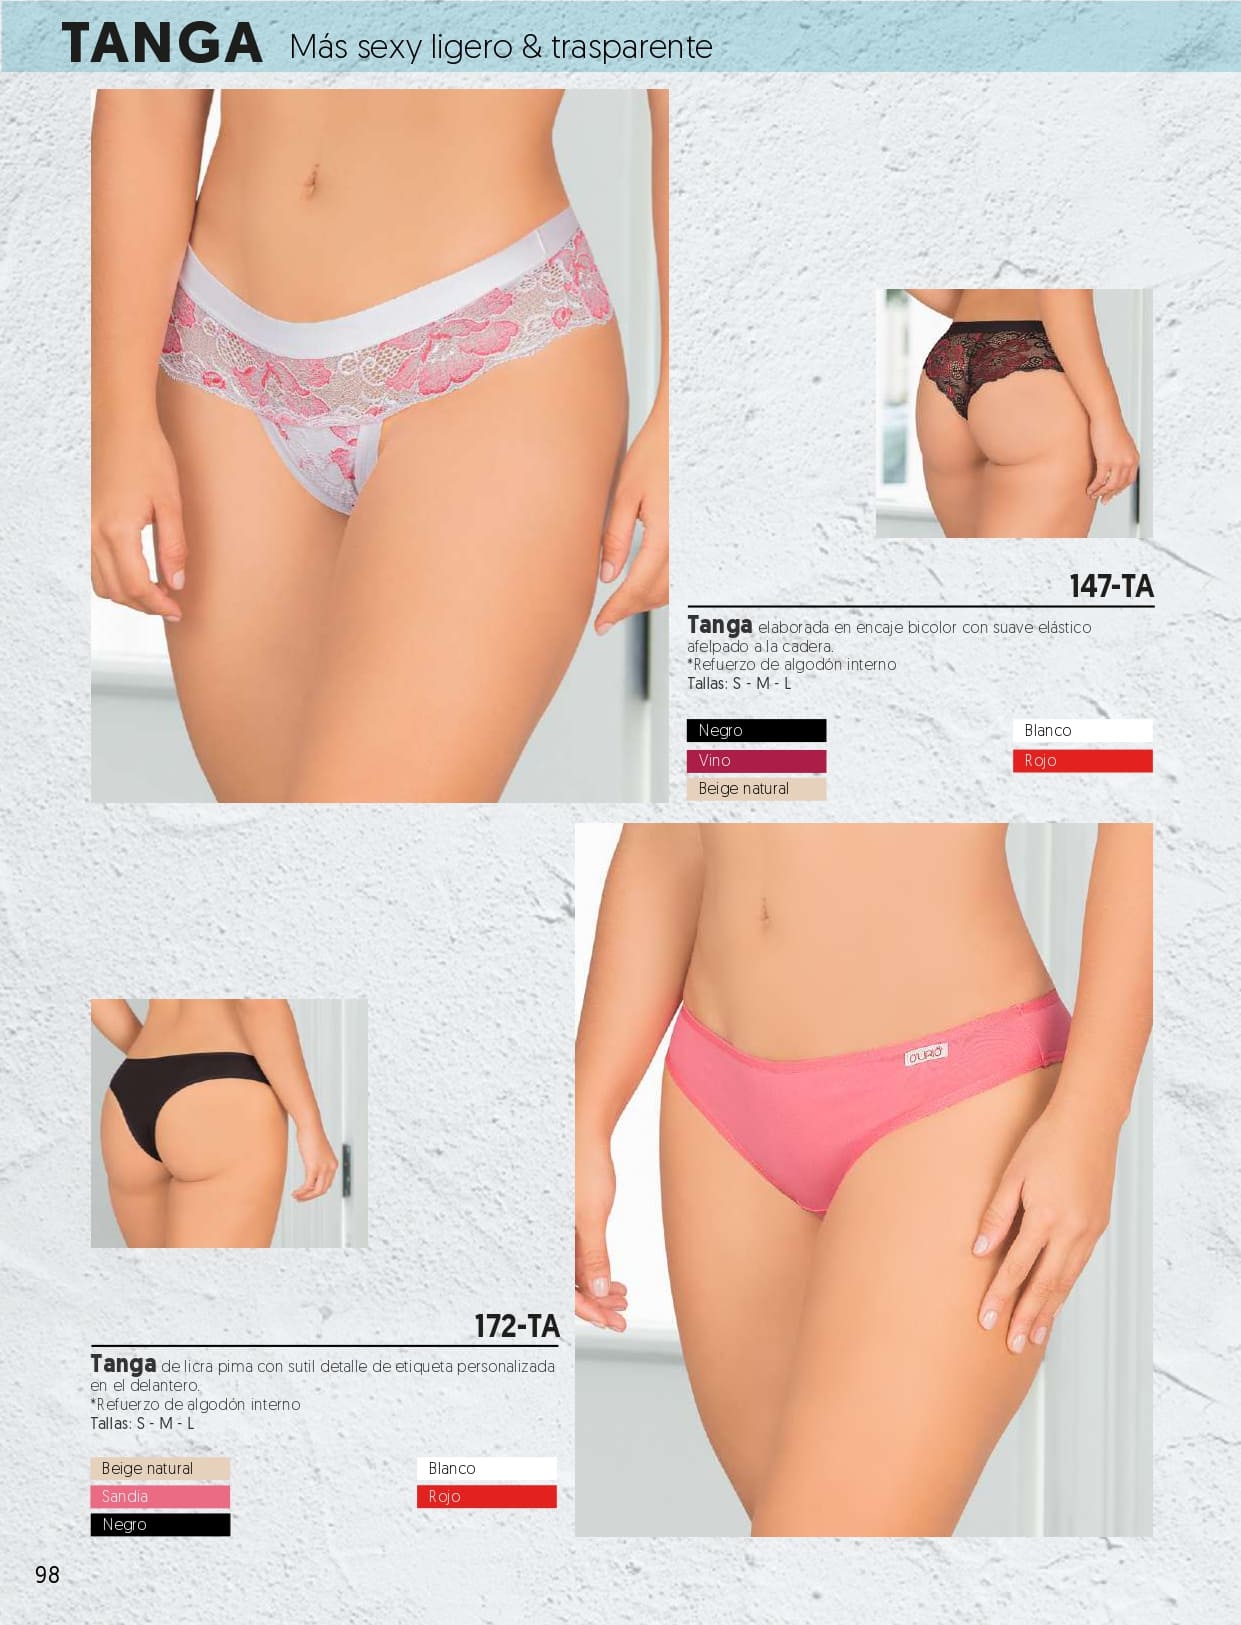 TANGA Más sexy ligero & trasparente
147-TA
Tanga elaborada en encaje bicolor con suave elástico
afelpado a la cadera.
*Refuerzo de algodón interno
Tallas: S - M - L
Negro
Blanco
Vino
Rojo
Beige natural
D'URIÓ
172-TA
Tanga de licra pima con sutil detalle de etiqueta personalizada
en el delantero.
*Refuerzo de algodón interno
Tallas: S - M - L
Beige natural
Blanco
Sandia
Rojo
Negro
98